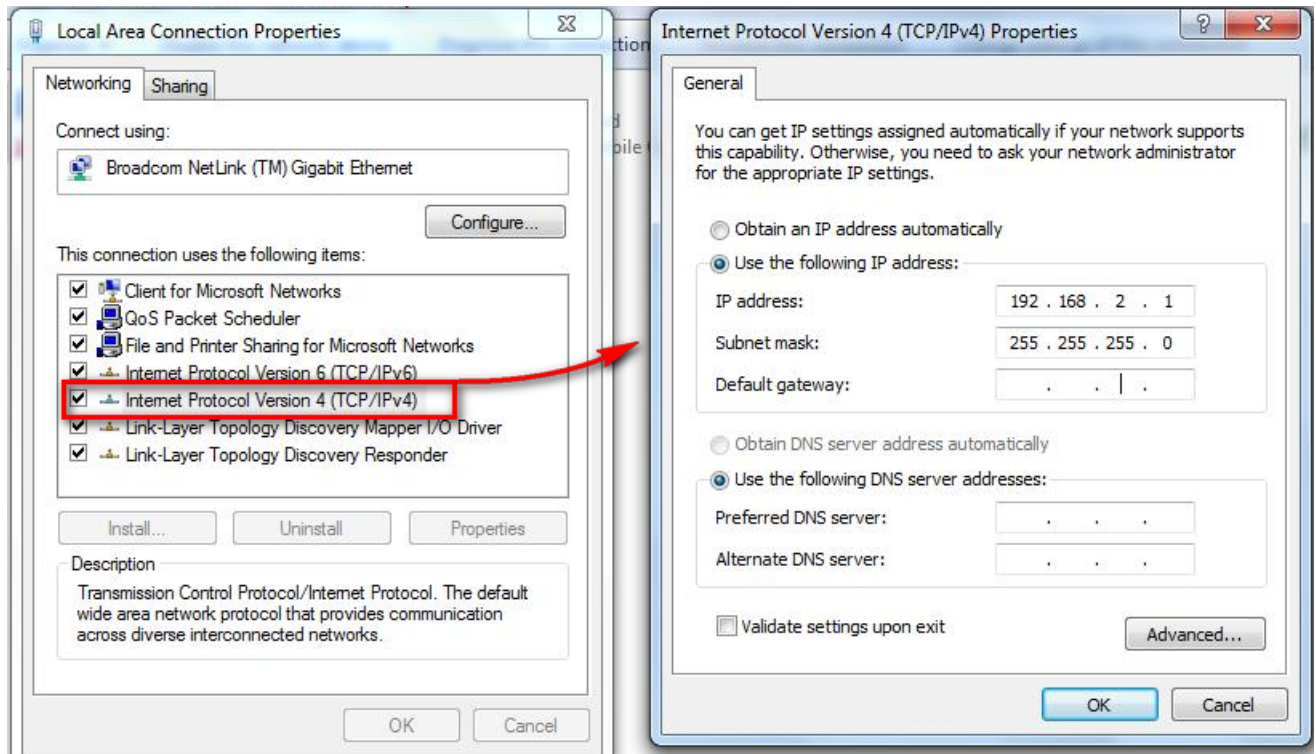 Local Area Connection Properties
Networking
Sharing
Connect using:
Broadcom NetLink (TM) Gigabit Ethernet
Configure...
This connection uses the following items:
Client for Microsoft Networks
QoS Packet Scheduler
File and Printer Sharing for Microsoft Networks
Internet Protocol Version 6 (TCP/IPv6)
Internet Protocol Version 4 (TCP/IPv4)
Link-Layer Topology Discovery Mapper I/O Driver
Link-Layer Topology Discovery Responder
Install...
Uninstall
Properties
Description
Transmission Control Protocol/Internet Protocol. The default
wide area network protocol that provides communication
across diverse interconnected networks.
OK
Cancel
Internet Protocol Version 4 (TCP/IPv4) Properties
General
You can get IP settings assigned automatically if your network supports
this capability. Otherwise, you need to ask your network administrator
for the appropriate IP settings.
Obtain an IP address automatically
Use the following IP address:
IP address: 192 . 168 . 2 . 1
Subnet mask: 255 . 255 . 255 . 0
Default gateway: . . .
Obtain DNS server address automatically
Use the following DNS server addresses:
Preferred DNS server: . . .
Alternate DNS server: . . .
Validate settings upon exit
Advanced...
OK
Cancel